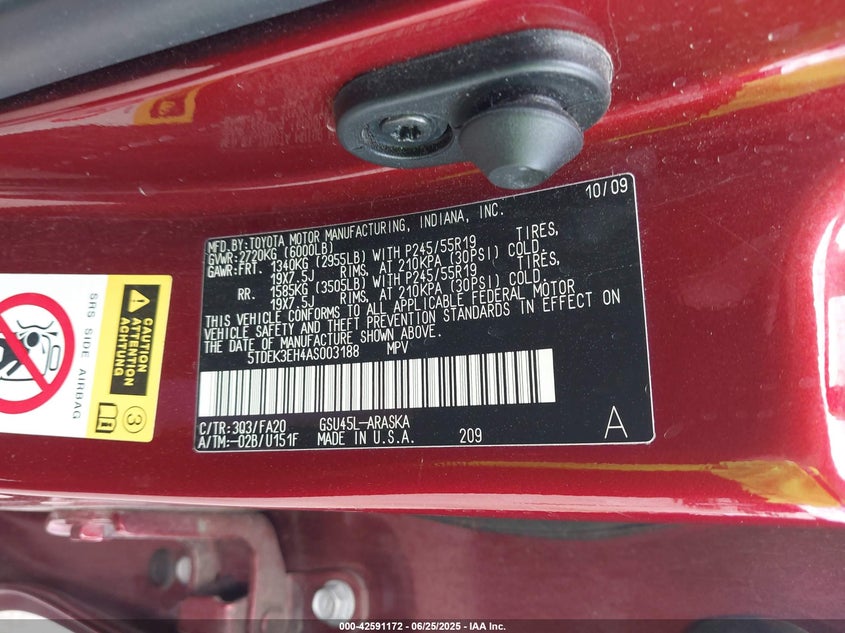 10/09
MFD. BY: TOYOTA MOTOR MANUFACTURING, INDIANA, INC.
GVWR: 2720KG (6000LB)
GAWR: FRT. 1340KG (2955LB) WITH P245/55R19 TIRES,
19X7.5J RIMS, AT 210KPA (30PSI) COLD.
RR. 1585KG (3505LB) WITH P245/55R19 TIRES,
19X7.5J RIMS, AT 210KPA (30PSI) COLD.
THIS VEHICLE CONFORMS TO ALL APPLICABLE FEDERAL MOTOR
VEHICLE SAFETY AND THEFT PREVENTION STANDARDS IN EFFECT ON
THE DATE OF MANUFACTURE SHOWN ABOVE.
5TDEK3EH4AS003188 MPV
C/TR: 3Q3/FA20 GSU45L-ARASKA
A/TM: -02B/U151F MADE IN U.S.A. 209 A
SRS SIDE AIRBAG
CAUTION
ATTENTION
ACHTUNG
3
000-42591172 - 06/25/2025 - IAA Inc.